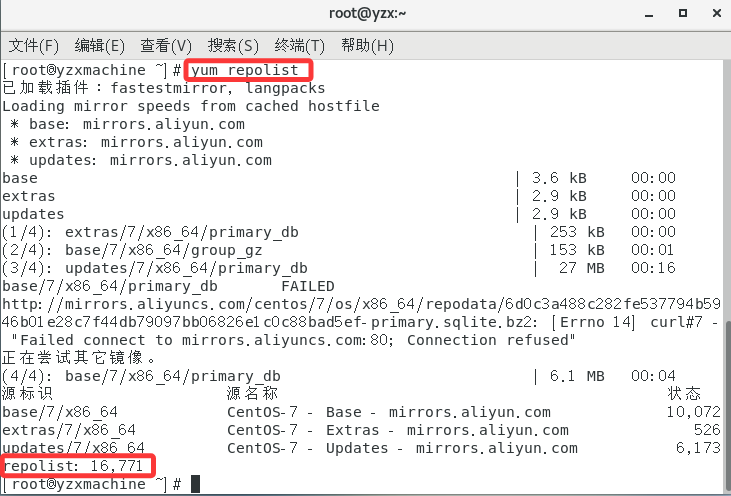 root@yzx:~
文件(F) 编辑(E) 查看(V) 搜索(S) 终端(T) 帮助(H)
[root@yzxmachine ~]# yum repolist
已加载插件：fastestmirror, langpacks
Loading mirror speeds from cached hostfile
 * base: mirrors.aliyun.com
 * extras: mirrors.aliyun.com
 * updates: mirrors.aliyun.com
base | 3.6 kB 00:00
extras | 2.9 kB 00:00
updates | 2.9 kB 00:00
(1/4): extras/7/x86_64/primary_db | 253 kB 00:00
(2/4): base/7/x86_64/group_gz | 153 kB 00:01
(3/4): updates/7/x86_64/primary_db | 27 MB 00:16
base/7/x86_64/primary_db FAILED
http://mirrors.aliyuncs.com/centos/7/os/x86_64/repodata/6d0c3a488c282fe537794b59
46b01e28c7f44db79097bb06826e1c0c88bad5ef-primary.sqlite.bz2: [Errno 14] curl#7 -
 "Failed connect to mirrors.aliyuncs.com:80; Connection refused"
正在尝试其它镜像。
(4/4): base/7/x86_64/primary_db | 6.1 MB 00:04
源标识 源名称 状态
base/7/x86_64 CentOS-7 - Base - mirrors.aliyun.com 10,072
extras/7/x86_64 CentOS-7 - Extras - mirrors.aliyun.com 526
updates/7/x86_64 CentOS-7 - Updates - mirrors.aliyun.com 6,173
repolist: 16,771
[root@yzxmachine ~]#